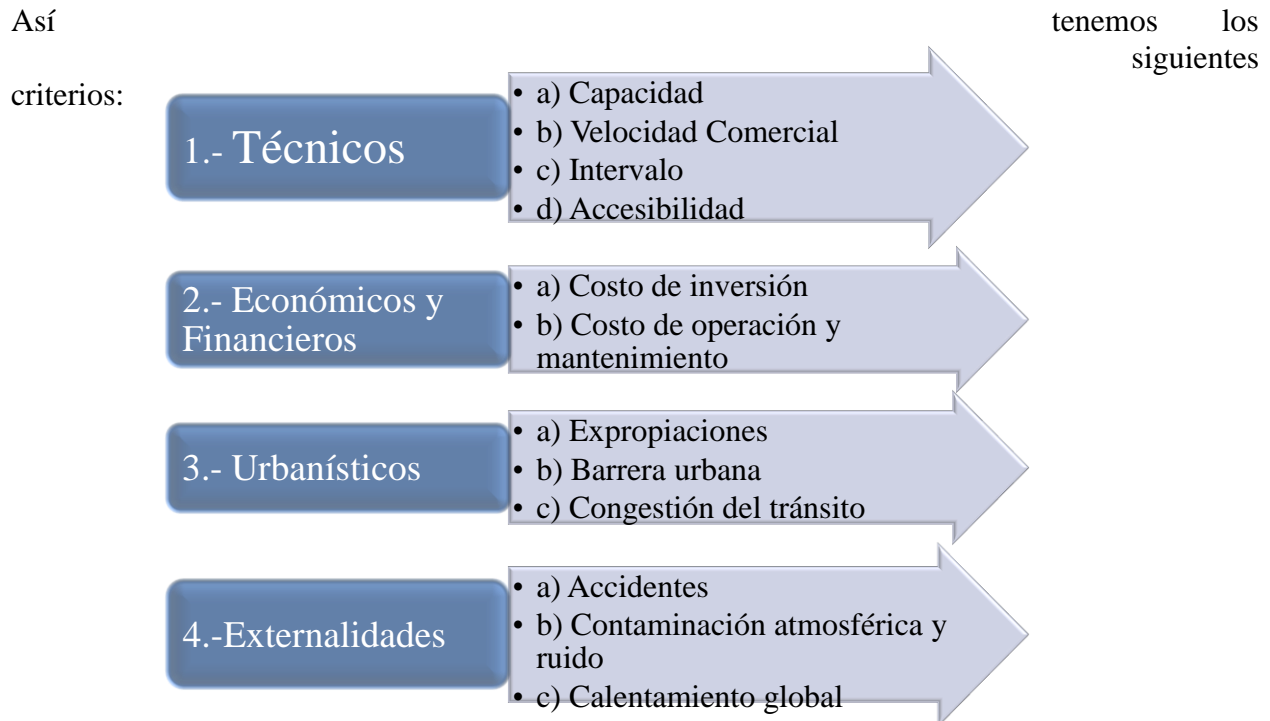 Así tenemos los
siguientes
criterios:
1.- Técnicos
• a) Capacidad
• b) Velocidad Comercial
• c) Intervalo
• d) Accesibilidad
2.- Económicos y
Financieros
• a) Costo de inversión
• b) Costo de operación y
mantenimiento
3.- Urbanísticos
• a) Expropiaciones
• b) Barrera urbana
• c) Congestión del tránsito
4.-Externalidades
• a) Accidentes
• b) Contaminación atmosférica y
ruido
• c) Calentamiento global